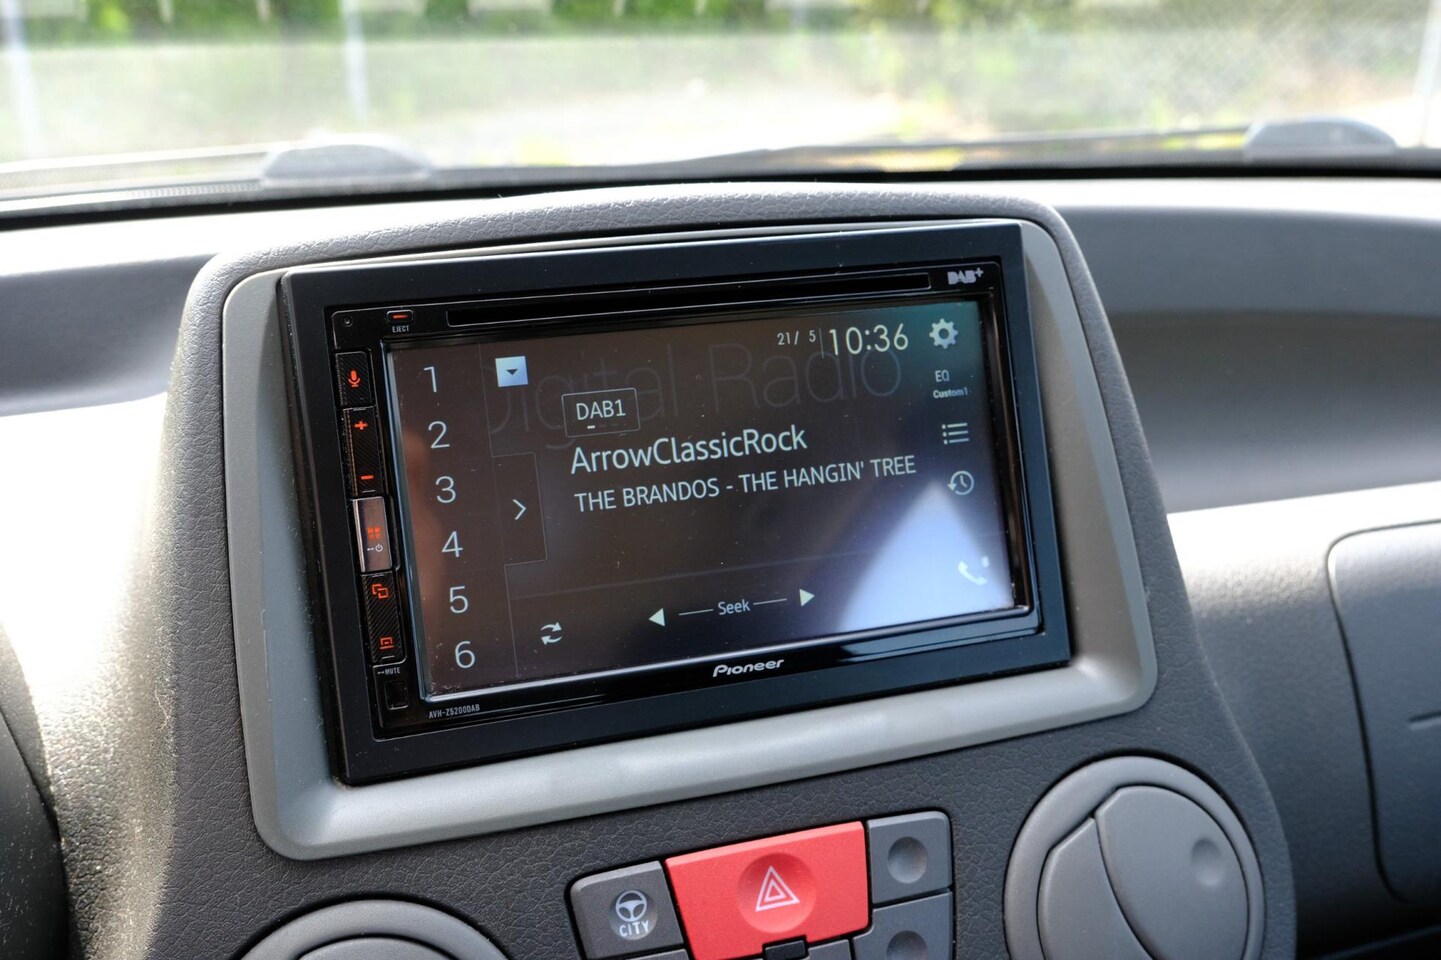 DAB+
EJECT
21/ 5 10:36
Digital Radio
EQ
Custom1
1
2
3
4
5
6
DAB1
ArrowClassicRock
THE BRANDOS - THE HANGIN' TREE
Seek
MUTE
Pioneer
AVH-Z5200DAB
CITY